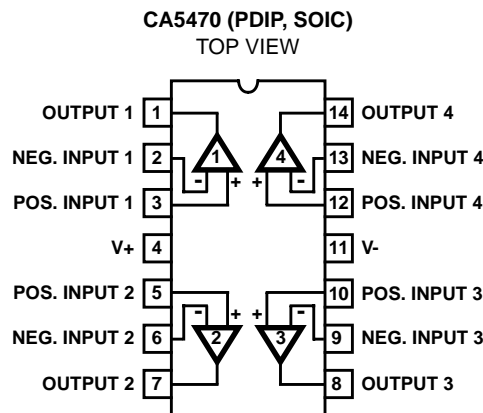 CA5470 (PDIP, SOIC)
TOP VIEW
OUTPUT 1 1 14 OUTPUT 4
NEG. INPUT 1 2 1 4 13 NEG. INPUT 4
- + + -
POS. INPUT 1 3 12 POS. INPUT 4
V+ 4 11 V-
POS. INPUT 2 5 10 POS. INPUT 3
- + + -
NEG. INPUT 2 6 2 3 9 NEG. INPUT 3
OUTPUT 2 7 8 OUTPUT 3